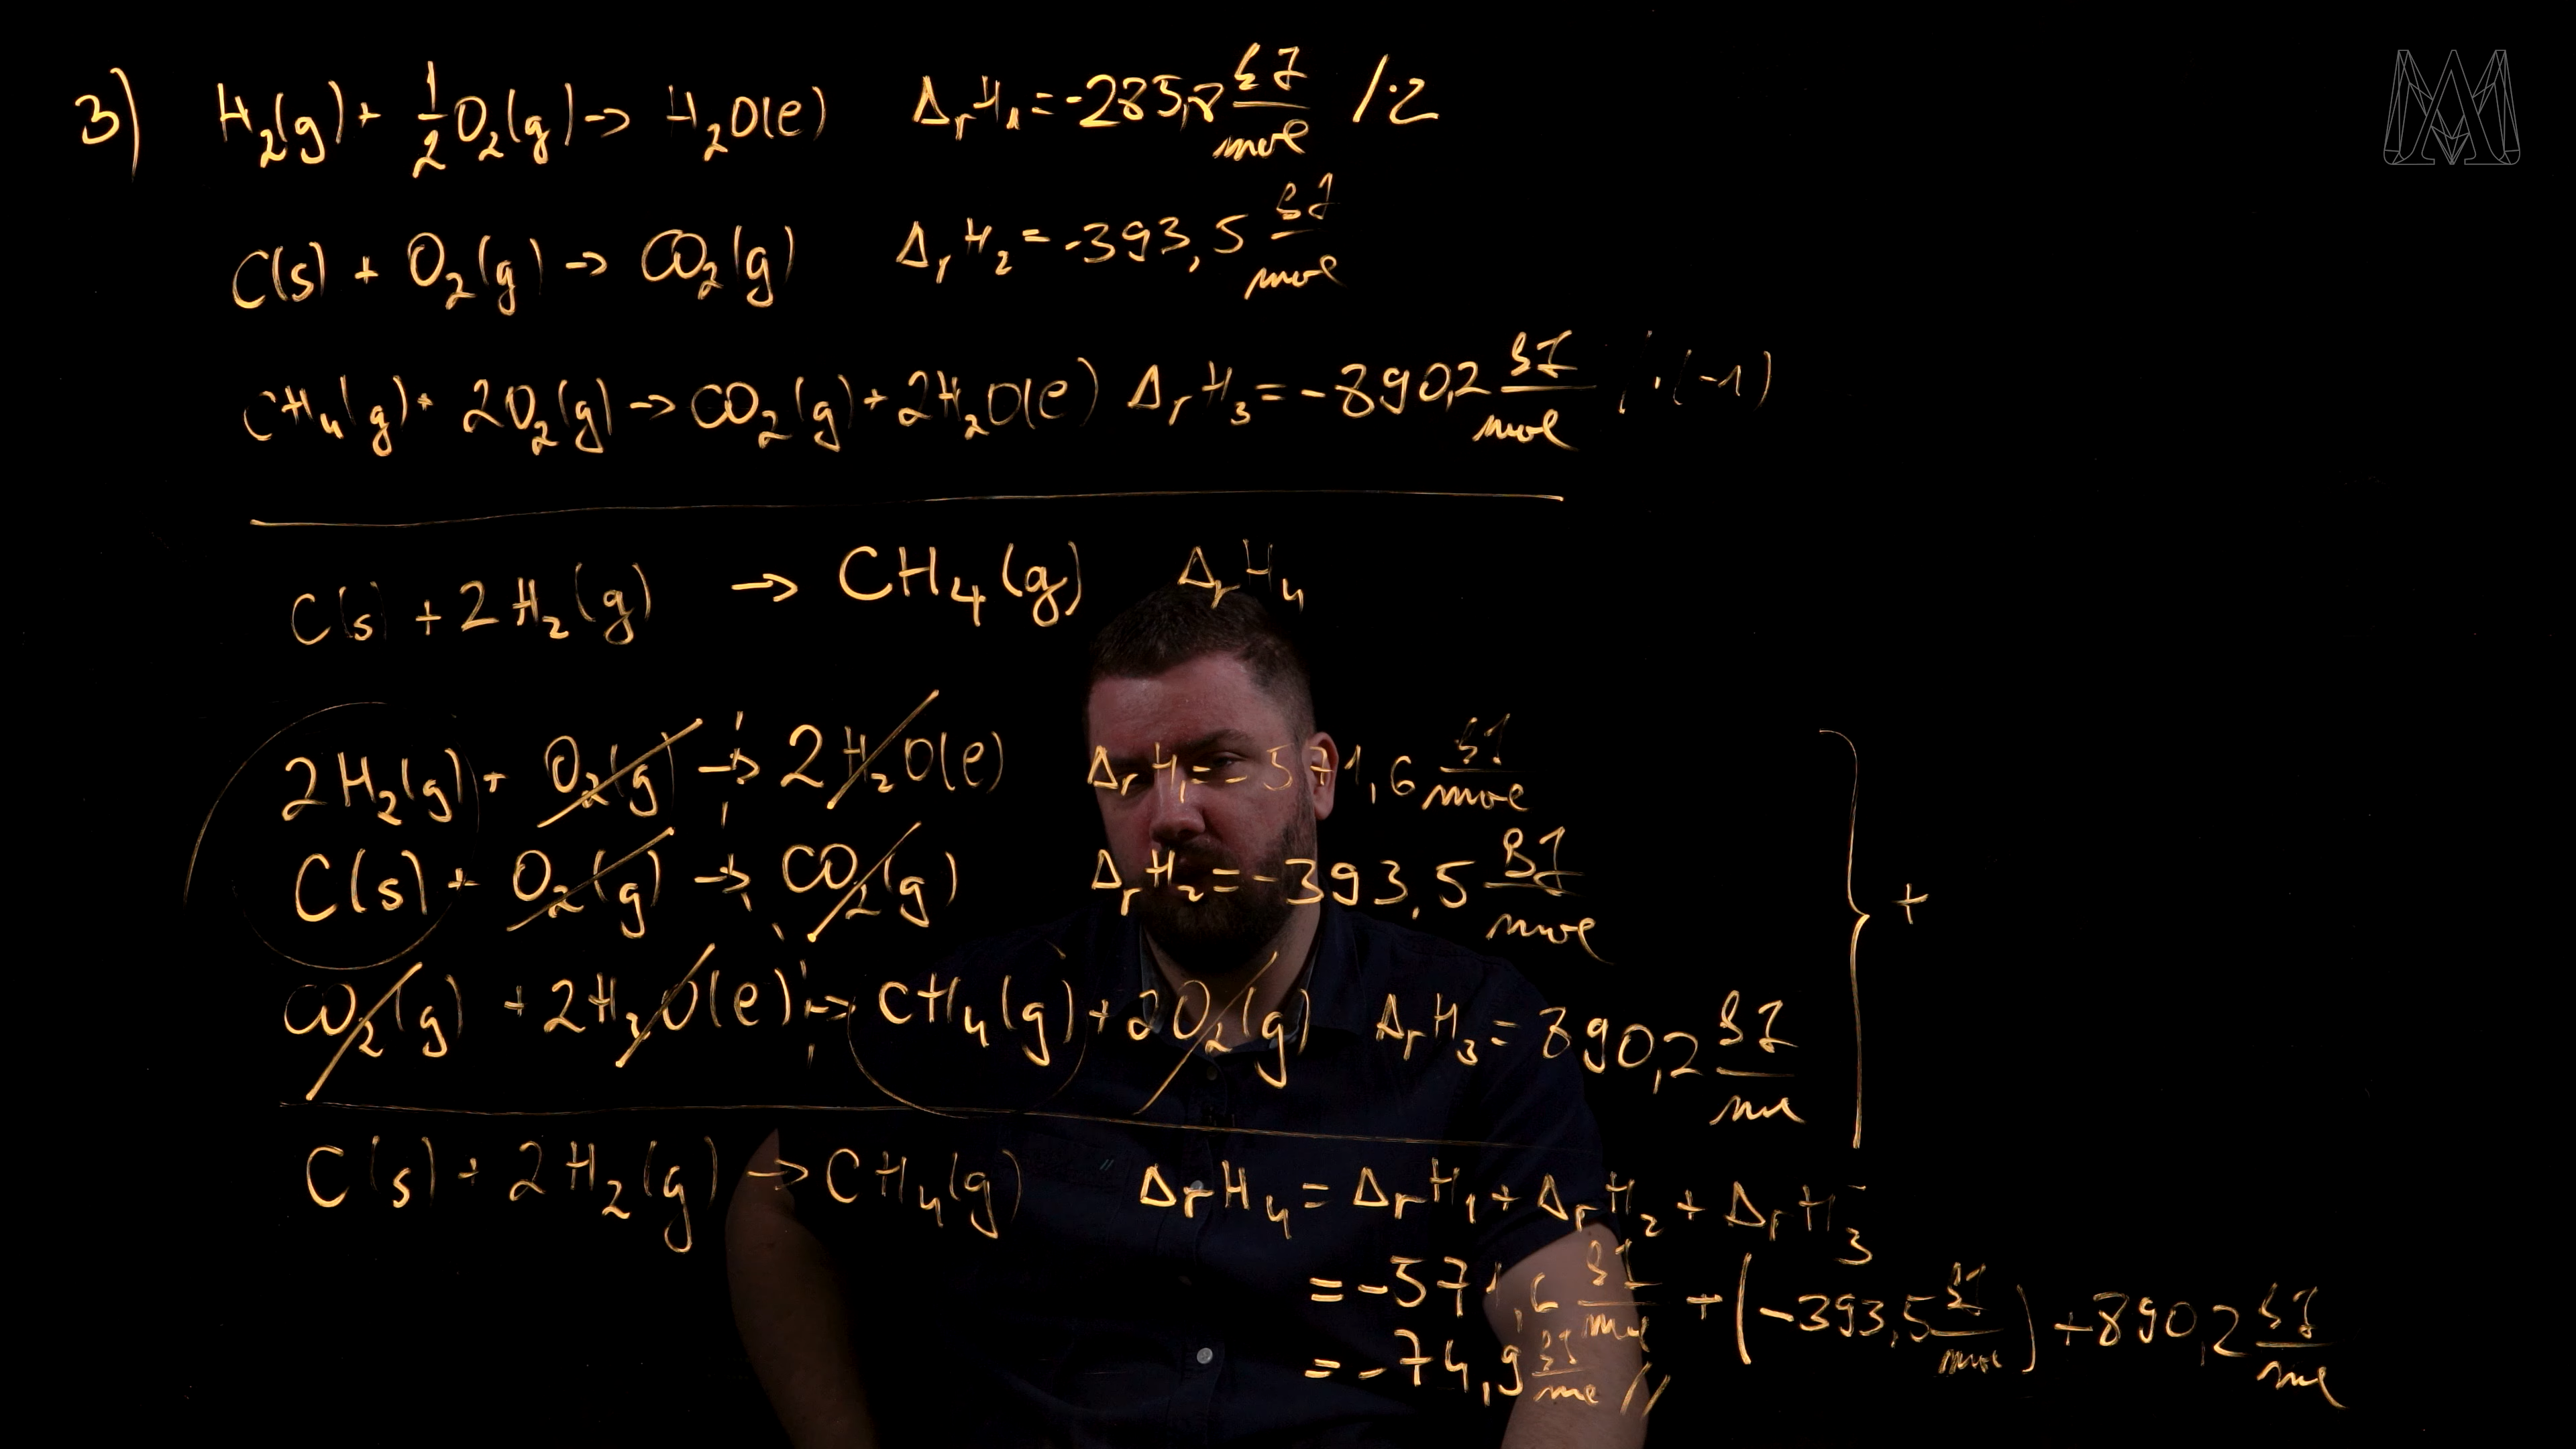 3) H₂(g) + 1/2 O₂(g) → H₂O(l) ΔᵣH₁ = -285,8 kJ/mol /·2
C(s) + O₂(g) → CO₂(g) ΔᵣH₂ = -393,5 kJ/mol
CH₄(g) + 2O₂(g) → CO₂(g) + 2H₂O(l) ΔᵣH₃ = -890,2 kJ/mol /·(-1)
C(s) + 2H₂(g) → CH₄(g) ΔᵣH₄
2H₂(g) + O₂(g) → 2H₂O(l) ΔᵣH₁ = -571,6 kJ/mol
C(s) + O₂(g) → CO₂(g) ΔᵣH₂ = -393,5 kJ/mol
CO₂(g) + 2H₂O(l) → CH₄(g) + 2O₂(g) ΔᵣH₃ = 890,2 kJ/mol } +
C(s) + 2H₂(g) → CH₄(g) ΔᵣH₄ = ΔᵣH₁ + ΔᵣH₂ + ΔᵣH₃
= -571,6 kJ/mol + (-393,5 kJ/mol) + 890,2 kJ/mol
= -74,9 kJ/mol //